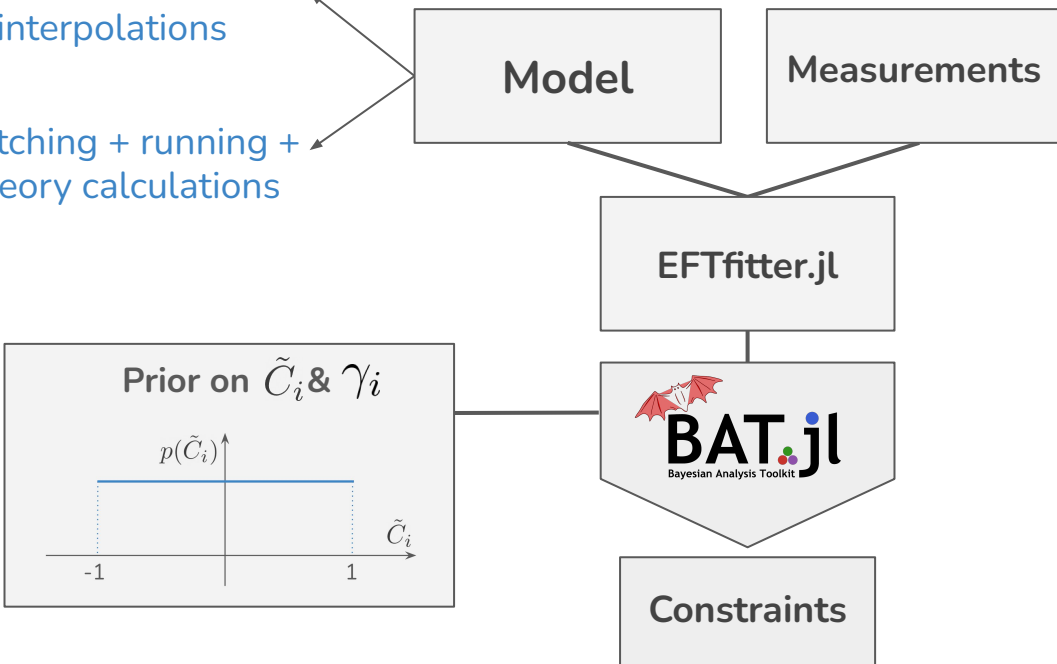 interpolations
Model
Measurements
tching + running +
eory calculations
EFTfitter.jl
Prior on C̃ᵢ & γᵢ
p(C̃ᵢ)
C̃ᵢ
-1
1
BAT.jl
Bayesian Analysis Toolkit
Constraints